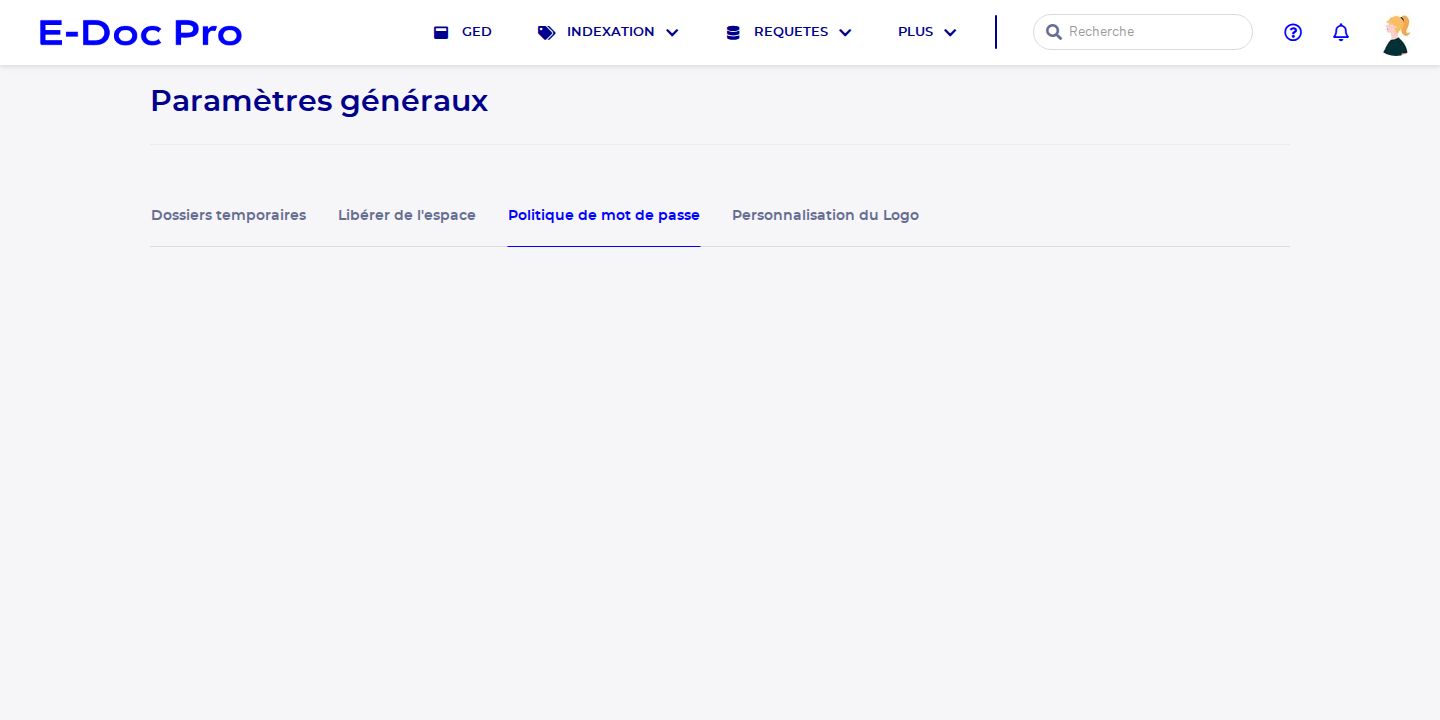 E-Doc Pro
GED
INDEXATION
REQUETES
PLUS
Recherche
Paramètres généraux
Dossiers temporaires
Libérer de l'espace
Politique de mot de passe
Personnalisation du Logo